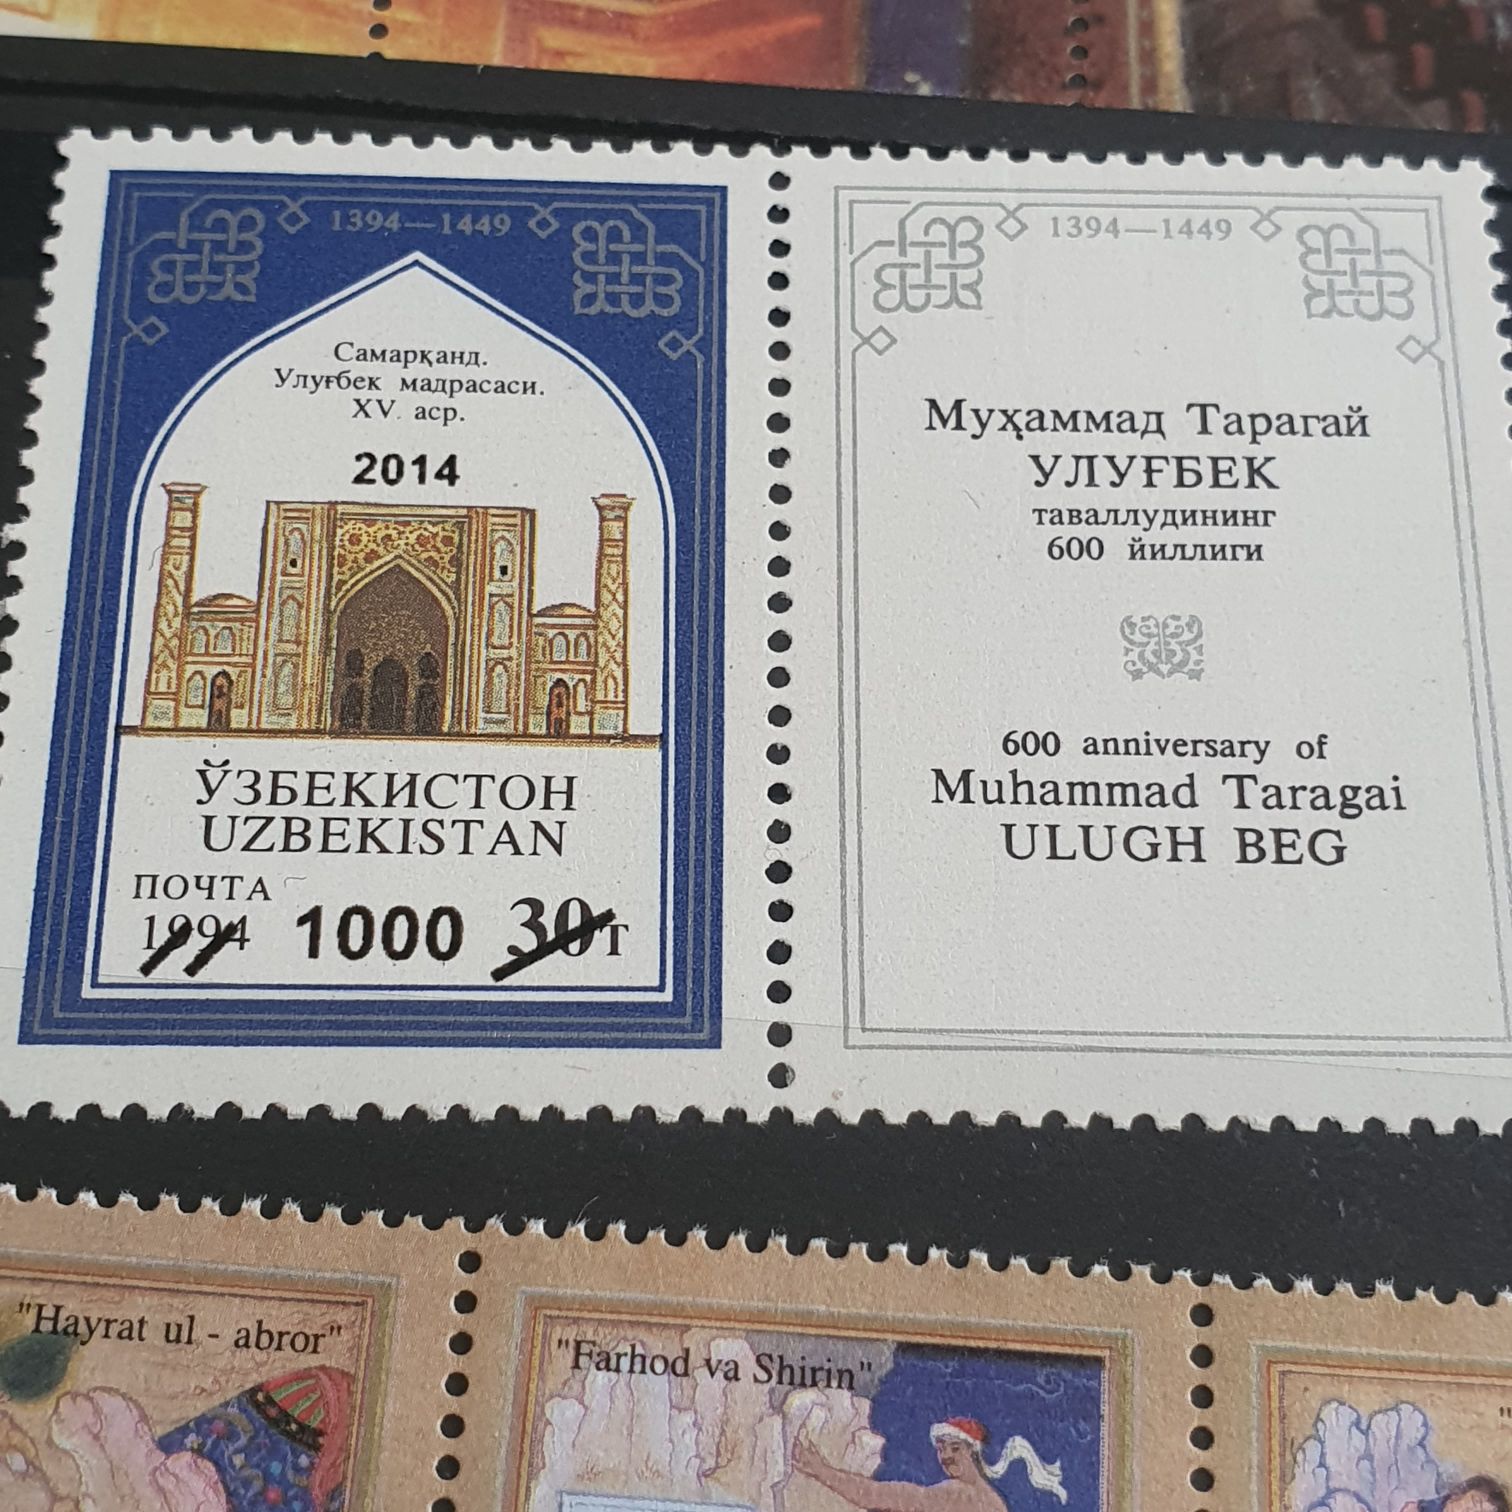 1394—1449
Самарқанд.
Улуғбек мадрасаси.
XV аср.
2014
ЎЗБЕКИСТОН
UZBEKISTAN
ПОЧТА
1994 1000 30т
1394—1449
Муҳаммад Тарагай
УЛУҒБЕК
таваллудининг
600 йиллиги
600 anniversary of
Muhammad Taragai
ULUGH BEG
"Hayrat ul - abror"
"Farhod va Shirin"